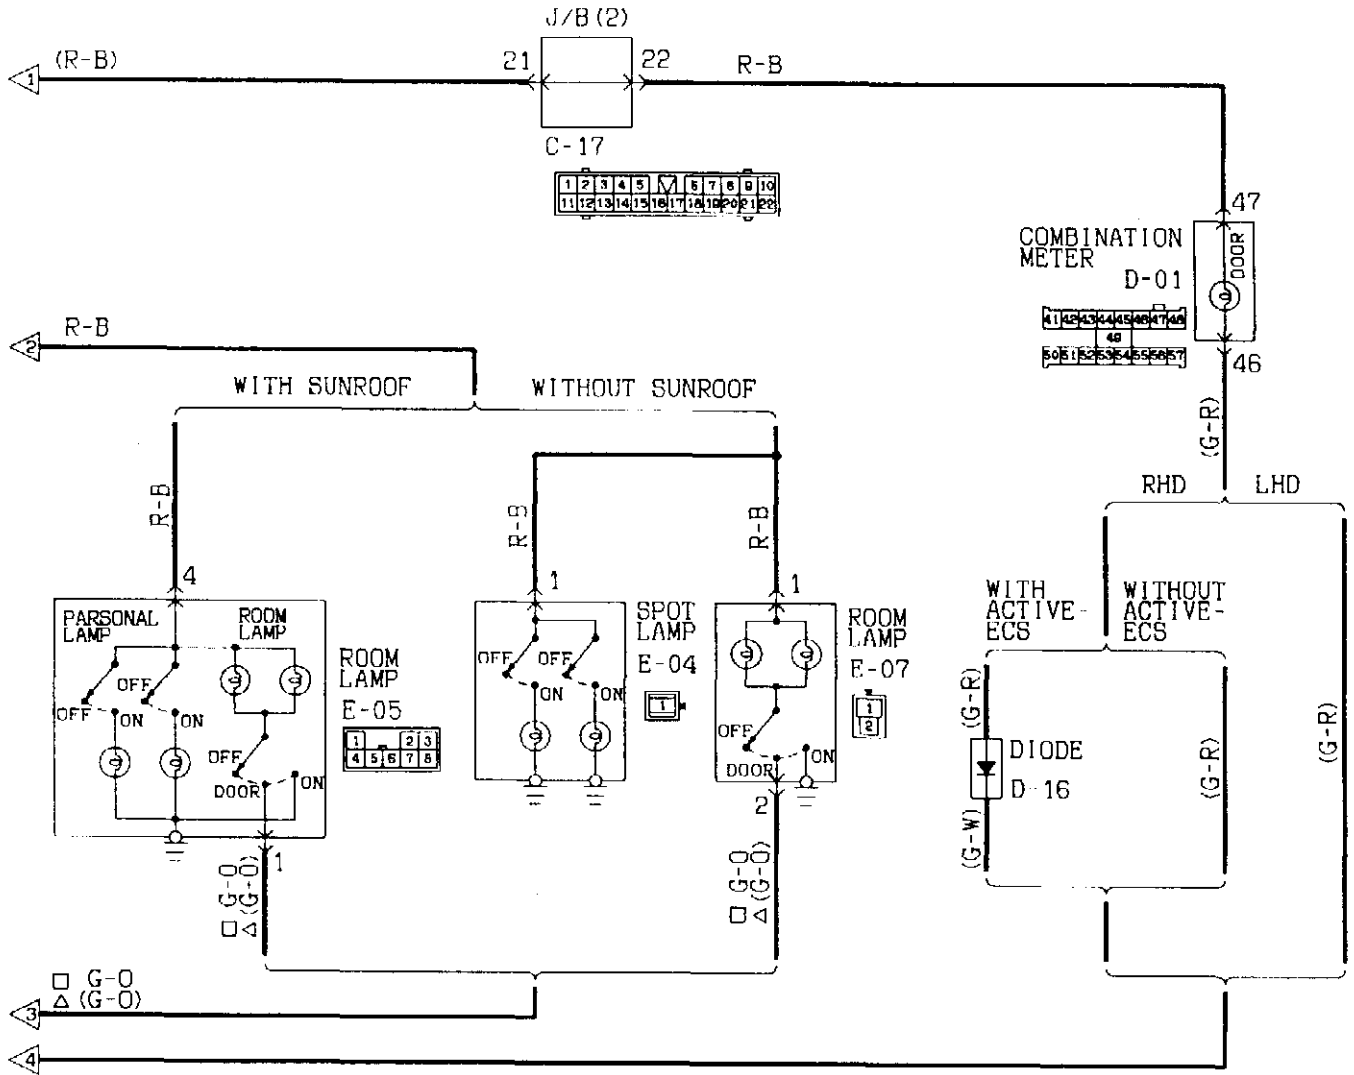 J/B(2)
1
(R-B)
21
22
R-B
C-17
1 2 3 4 5 6 7 8 9 10
11 12 13 14 15 16 17 18 19 20 21 22
47
COMBINATION
METER
DOOR
D-01
41 42 43 44 45 46 47 48
49
50 51 52 53 54 55 56 57
46
2
R-B
WITH SUNROOF
WITHOUT SUNROOF
(G-R)
RHD
LHD
R-B
R-B
R-B
4
1
1
PARSONAL
LAMP
ROOM
LAMP
OFF
OFF
ON
ON
OFF
DOOR
ON
ROOM
LAMP
E-05
1 2 3
4 5 6 7 8
OFF
OFF
ON
ON
SPOT
LAMP
E-04
1
OFF
DOOR
ON
ROOM
LAMP
E-07
1
2
WITH
ACTIVE-
ECS
WITHOUT
ACTIVE-
ECS
(G-R)
DIODE
D-16
(G-W)
(G-R)
(G-R)
1
□ G-O
△ (G-O)
2
□ G-O
△ (G-O)
□ G-O
△ (G-O)
3
4